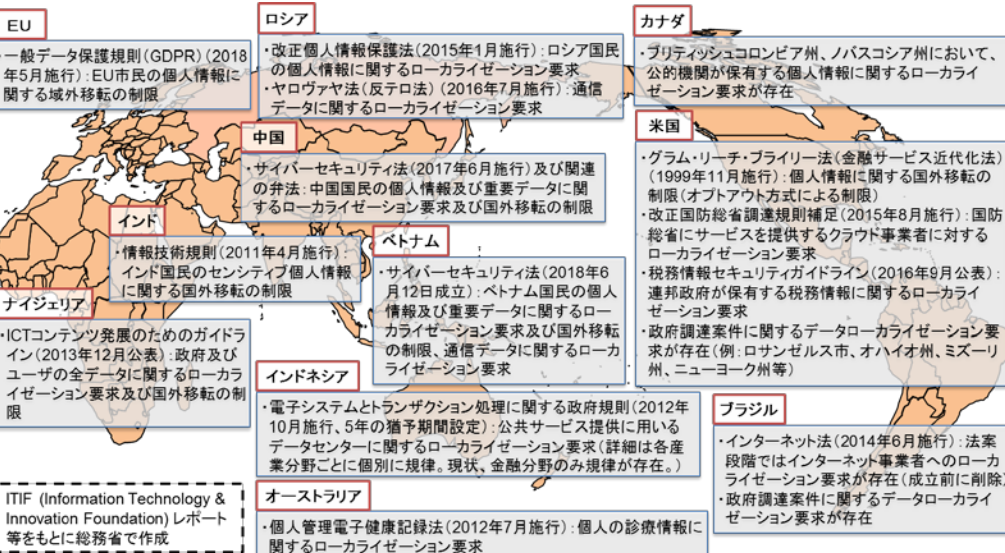 EU
・一般データ保護規則(GDPR)(2018
年5月施行):EU市民の個人情報に
関する域外移転の制限
ロシア
・改正個人情報保護法(2015年1月施行):ロシア国民
の個人情報に関するローカライゼーション要求
・ヤロヴァヤ法(反テロ法)(2016年7月施行):通信
データに関するローカライゼーション要求
カナダ
・ブリティッシュコロンビア州、ノバスコシア州において、
公的機関が保有する個人情報に関するローカライ
ゼーション要求が存在
中国
・サイバーセキュリティ法(2017年6月施行)及び関連
の弁法:中国国民の個人情報及び重要データに関
するローカライゼーション要求及び国外移転の制限
米国
・グラム・リーチ・ブライリー法(金融サービス近代化法)
(1999年11月施行):個人情報に関する国外移転の
制限(オプトアウト方式による制限)
・改正国防総省調達規則補足(2015年8月施行):国防
総省にサービスを提供するクラウド事業者に対する
ローカライゼーション要求
・税務情報セキュリティガイドライン(2016年9月公表):
連邦政府が保有する税務情報に関するローカライ
ゼーション要求
・政府調達案件に関するデータローカライゼーション要
求が存在(例:ロサンゼルス市、オハイオ州、ミズーリ
州、ニューヨーク州等)
インド
・情報技術規則(2011年4月施行):
インド国民のセンシティブ個人情報
に関する国外移転の制限
ベトナム
・サイバーセキュリティ法(2018年6
月12日成立):ベトナム国民の個人
情報及び重要データに関するロー
カライゼーション要求及び国外移転
の制限、通信データに関するローカ
ライゼーション要求
ナイジェリア
・ICTコンテンツ発展のためのガイドラ
イン(2013年12月公表):政府及び
ユーザの全データに関するローカラ
イゼーション要求及び国外移転の制
限
インドネシア
・電子システムとトランザクション処理に関する政府規則(2012年
10月施行、5年の猶予期間設定):公共サービス提供に用いる
データセンターに関するローカライゼーション要求(詳細は各産
業分野ごとに個別に規律。現状、金融分野のみ規律が存在。)
ブラジル
・インターネット法(2014年6月施行):法案
段階ではインターネット事業者へのローカ
ライゼーション要求が存在(成立前に削除)
・政府調達案件に関するデータローカライ
ゼーション要求が存在
オーストラリア
・個人管理電子健康記録法(2012年7月施行):個人の診療情報に
関するローカライゼーション要求
ITIF (Information Technology &
Innovation Foundation) レポート
等をもとに総務省で作成